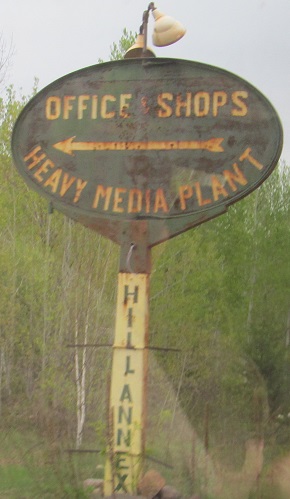 OFFICE & SHOPS
HEAVY MEDIA PLANT
HILL ANNEX